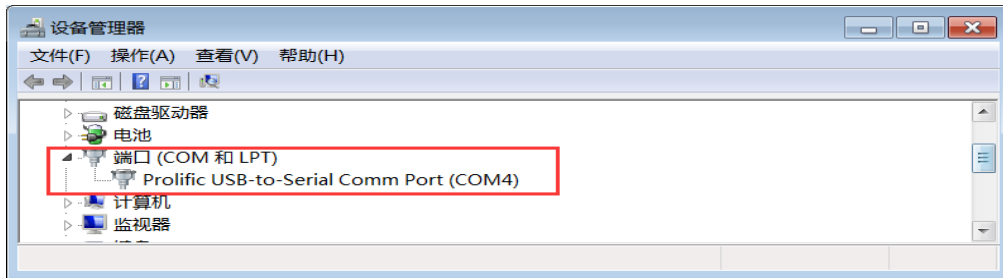 设备管理器
文件(F) 操作(A) 查看(V) 帮助(H)
磁盘驱动器
电池
端口 (COM 和 LPT)
Prolific USB-to-Serial Comm Port (COM4)
计算机
监视器